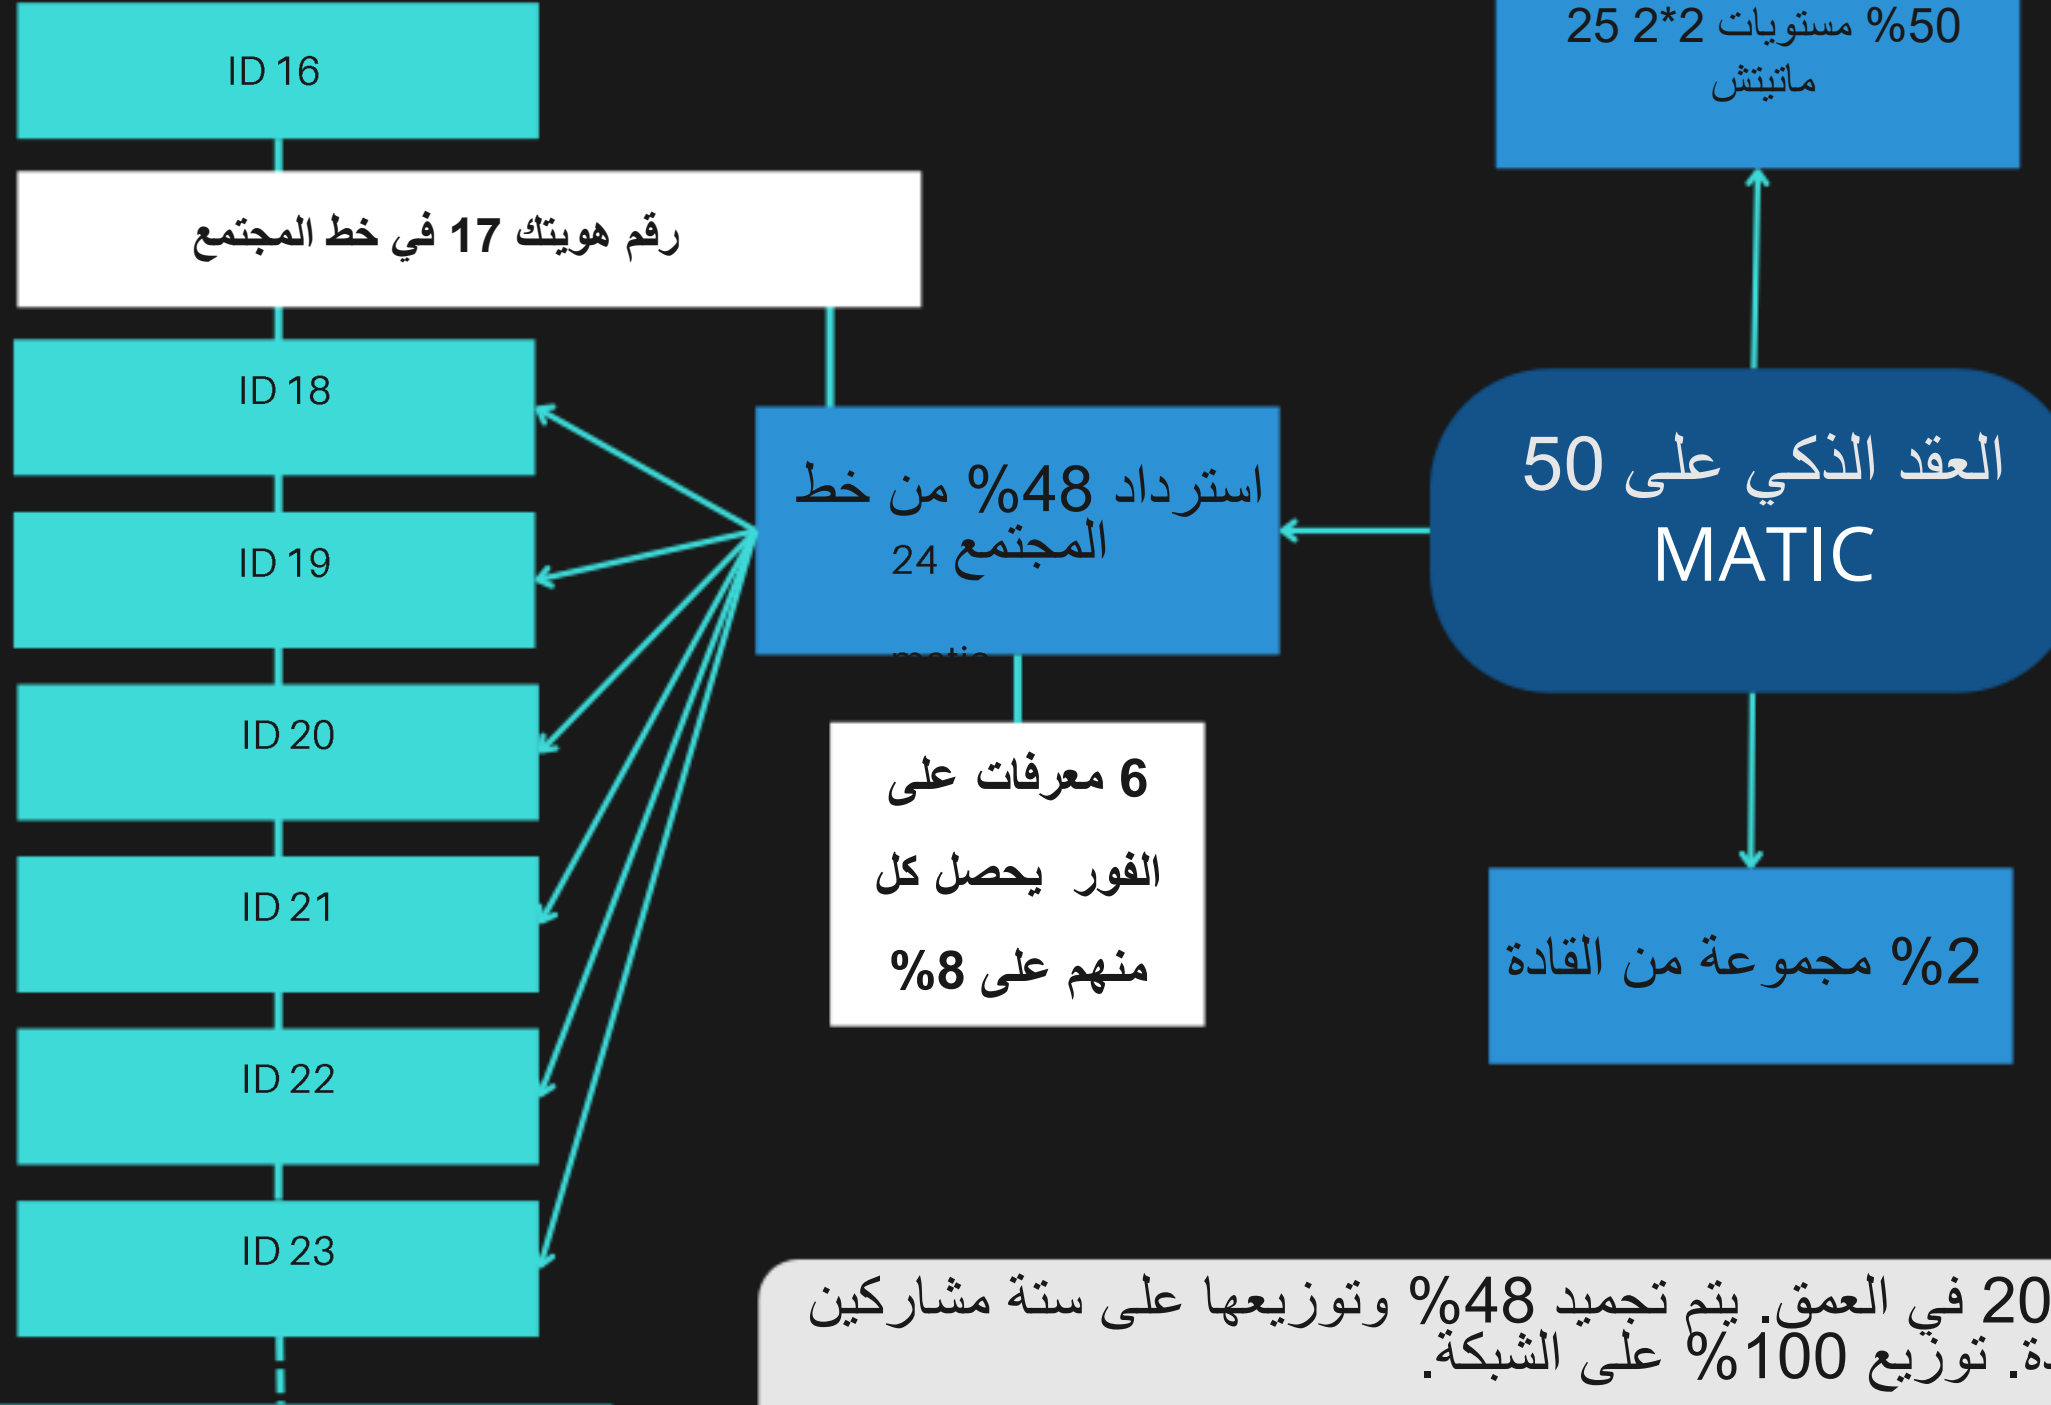 ID 16
رقم هويتك 17 في خط المجتمع
ID 18
ID 19
ID 20
ID 21
ID 22
ID 23
استرداد 48% من خط
المجتمع 24
matic
6 معرفات على
الفور يحصل كل
منهم على 8%
50% مستويات 2*2 25
ماتيتش
العقد الذكي على 50
MATIC
2% مجموعة من القادة
20 في العمق. يتم تجميد 48% وتوزيعها على ستة مشاركين
دة. توزيع 100% على الشبكة.